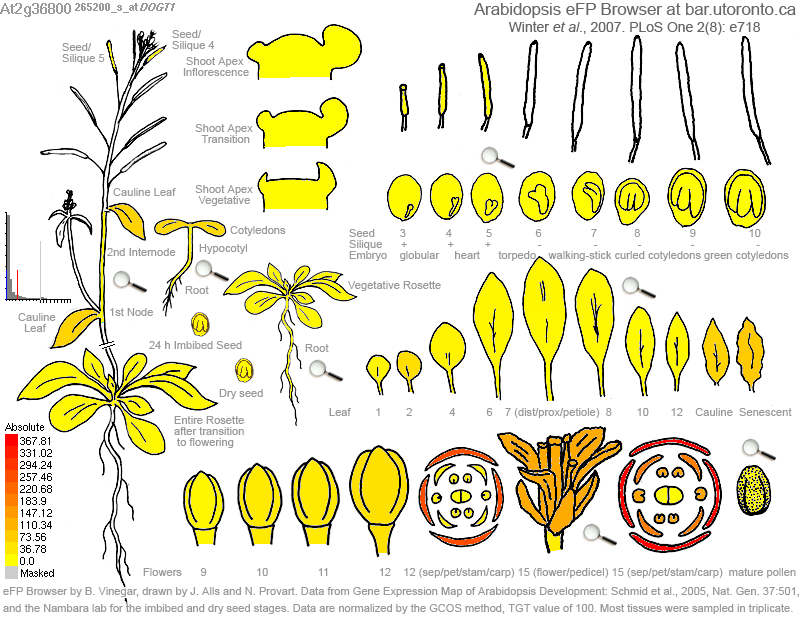 At2g36800 265200_s_at DOGT1
Arabidopsis eFP Browser at bar.utoronto.ca
Winter et al., 2007. PLoS One 2(8): e718
Seed/
Silique 5
Seed/
Silique 4
Shoot Apex
Inflorescence
Shoot Apex
Transition
Shoot Apex
Vegetative
Cauline Leaf
Cotyledons
2nd Internode
Hypocotyl
Root
1st Node
Cauline
Leaf
24 h Imbibed Seed
Dry seed
Vegetative Rosette
Root
Entire Rosette
after transition
to flowering
Seed 3 4 5 6 7 8 9 10
Silique + + + - - - - -
Embryo globular heart torpedo walking-stick curled cotyledons green cotyledons
Leaf 1 2 4 6 7 (dist/prox/petiole) 8 10 12 Cauline Senescent
Absolute
367.81
331.02
294.24
257.46
220.68
183.9
147.12
110.34
73.56
36.78
0.0
Masked
Flowers 9 10 11 12 12 (sep/pet/stam/carp) 15 (flower/pedicel) 15 (sep/pet/stam/carp) mature pollen
eFP Browser by B. Vinegar, drawn by J. Alls and N. Provart. Data from Gene Expression Map of Arabidopsis Development: Schmid et al., 2005, Nat. Gen. 37:501,
and the Nambara lab for the imbibed and dry seed stages. Data are normalized by the GCOS method, TGT value of 100. Most tissues were sampled in triplicate.